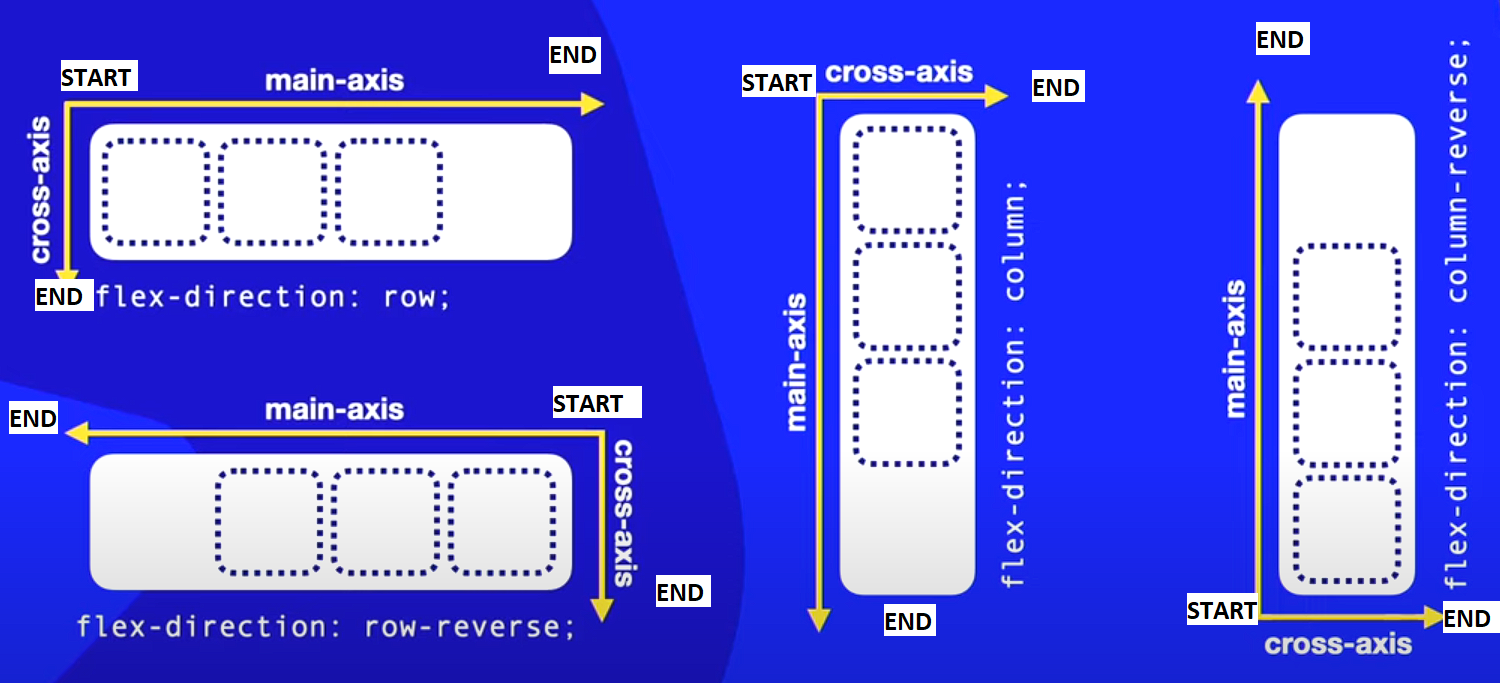 START
main-axis
END
cross-axis
END
flex-direction: row;
END
main-axis
START
cross-axis
END
flex-direction: row-reverse;
START
cross-axis
END
main-axis
flex-direction: column;
END
END
main-axis
flex-direction: column-reverse;
START
END
cross-axis